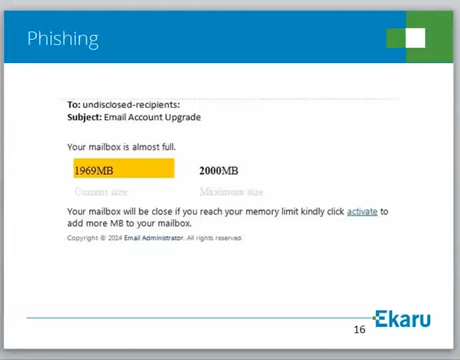 Phishing
To: undisclosed-recipients:
Subject: Email Account Upgrade
Your mailbox is almost full.
1969MB 2000MB
Current size Maximum size
Your mailbox will be close if you reach your memory limit kindly click activate to
add more MB to your mailbox.
Copyright © 2014 Email Administrator. All rights reserved.
16
Ekaru